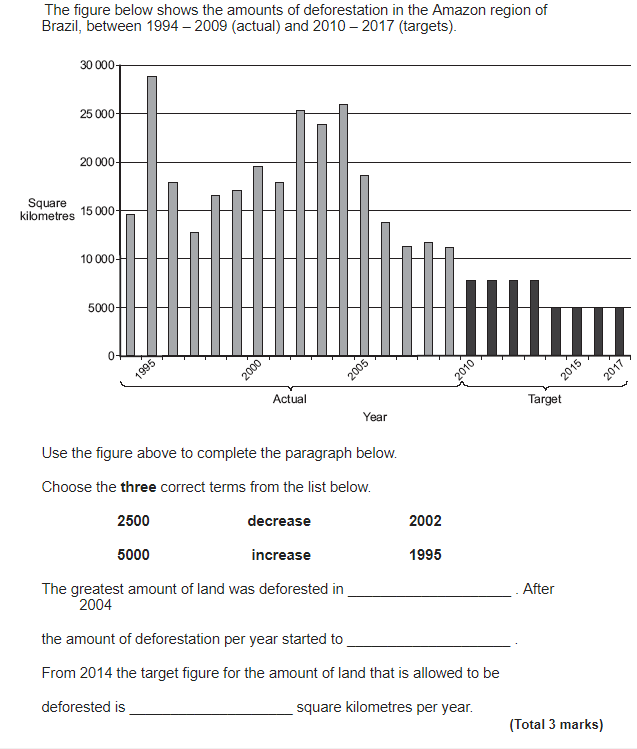 The figure below shows the amounts of deforestation in the Amazon region of
Brazil, between 1994 – 2009 (actual) and 2010 – 2017 (targets).
30 000
25 000
20 000
Square
kilometres
15 000
10 000
5000
0
1995
2000
2005
2010
2015
2017
Actual
Target
Year
Use the figure above to complete the paragraph below.
Choose the three correct terms from the list below.
2500 decrease 2002
5000 increase 1995
The greatest amount of land was deforested in ____________________ . After
2004
the amount of deforestation per year started to ____________________ .
From 2014 the target figure for the amount of land that is allowed to be
deforested is ____________________ square kilometres per year.
(Total 3 marks)